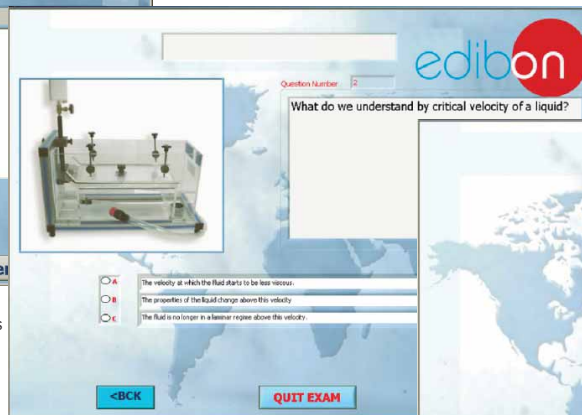 edibon
Question Number 2
What do we understand by critical velocity of a liquid?
A The velocity at which the fluid starts to be less viscous.
B The properties of the liquid change above this velocity
C The fluid is no longer in a laminar regime above this velocity.
<BCK
QUIT EXAM